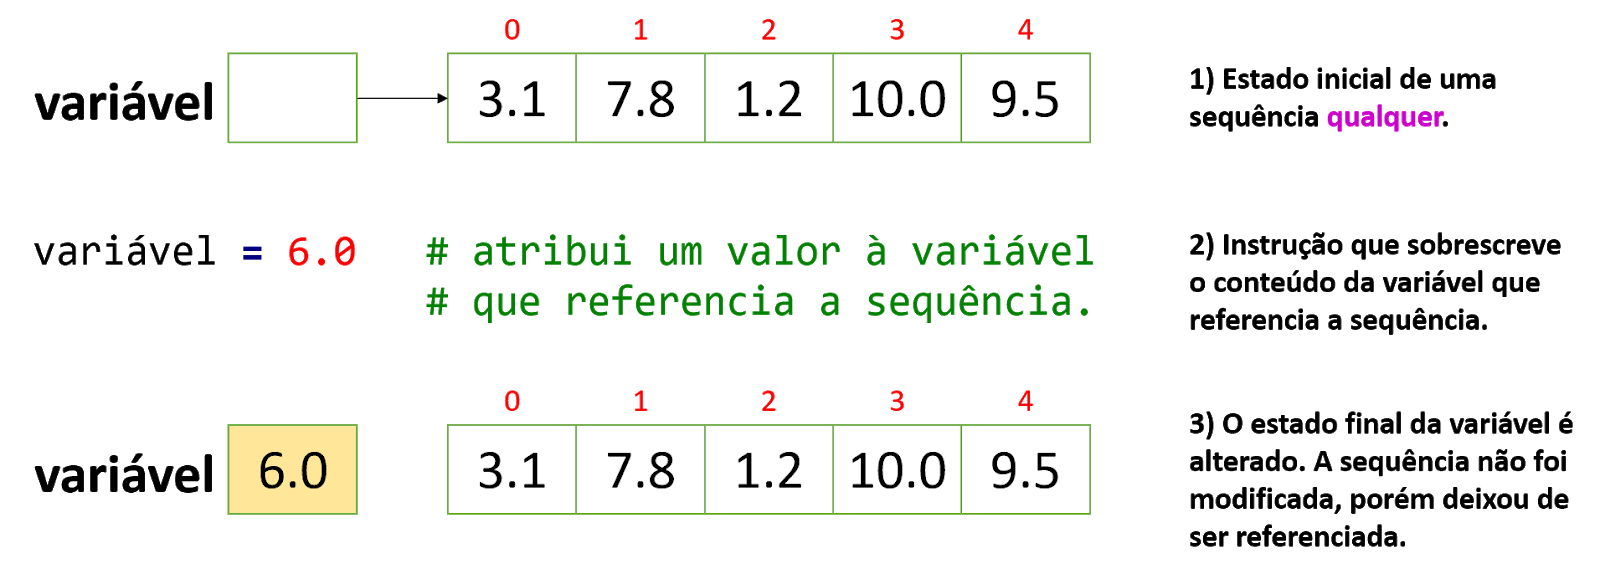 0 1 2 3 4
variável 3.1 7.8 1.2 10.0 9.5
1) Estado inicial de uma
sequência qualquer.
variável = 6.0 # atribui um valor à variável
# que referencia a sequência.
2) Instrução que sobrescreve
o conteúdo da variável que
referencia a sequência.
0 1 2 3 4
variável 6.0 3.1 7.8 1.2 10.0 9.5
3) O estado final da variável é
alterado. A sequência não foi
modificada, porém deixou de
ser referenciada.